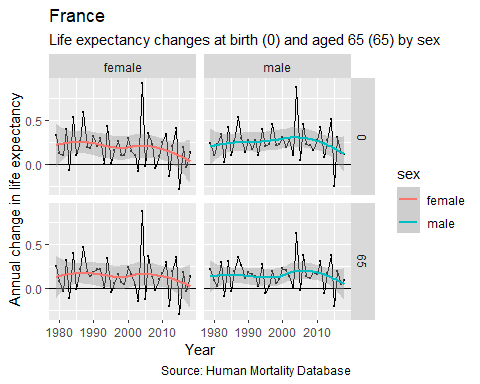 France
Life expectancy changes at birth (0) and aged 65 (65) by sex
female male
Annual change in life expectancy
0.5
0.0
0
0.5
0.0
65
1980 1990 2000 2010 1980 1990 2000 2010
Year
sex
female
male
Source: Human Mortality Database